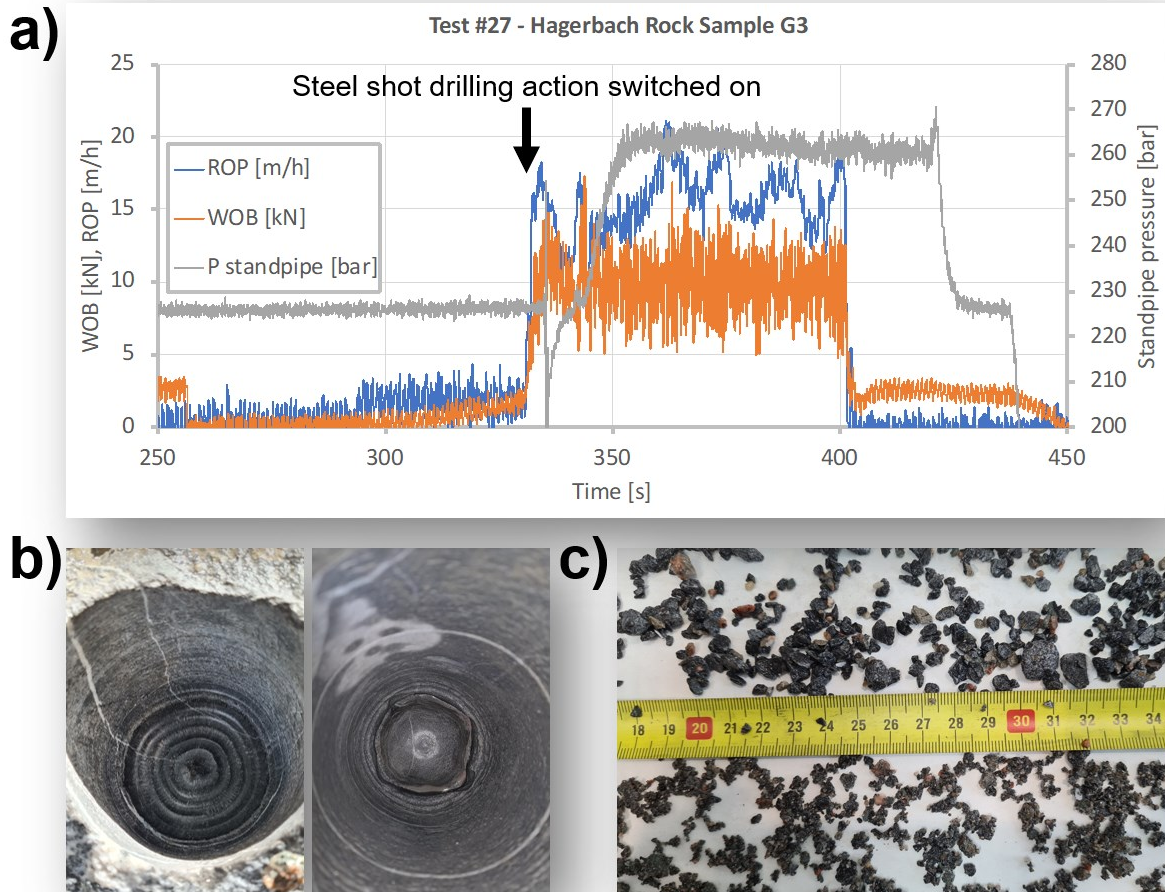 a)
Test #27 - Hagerbach Rock Sample G3
Steel shot drilling action switched on
25
20
15
10
5
0
WOB [kN], ROP [m/h]
ROP [m/h]
WOB [kN]
P standpipe [bar]
280
270
260
250
240
230
220
210
200
Standpipe pressure [bar]
250 300 350 400 450
Time [s]
b)
c)
18 19 20 21 22 23 24 25 26 27 28 29 30 31 32 33 34